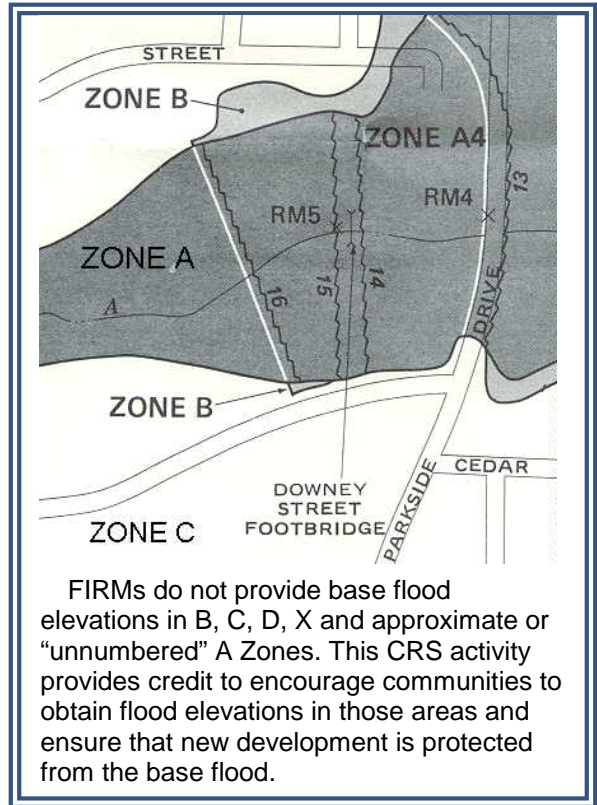 STREET
ZONE B
ZONE A4
13
RM5
RM4
ZONE A
A
16
15
14
DRIVE
ZONE B
DOWNEY
STREET
FOOTBRIDGE
PARKSIDE
CEDAR
ZONE C
FIRMs do not provide base flood
elevations in B, C, D, X and approximate or
“unnumbered” A Zones. This CRS activity
provides credit to encourage communities to
obtain flood elevations in those areas and
ensure that new development is protected
from the base flood.